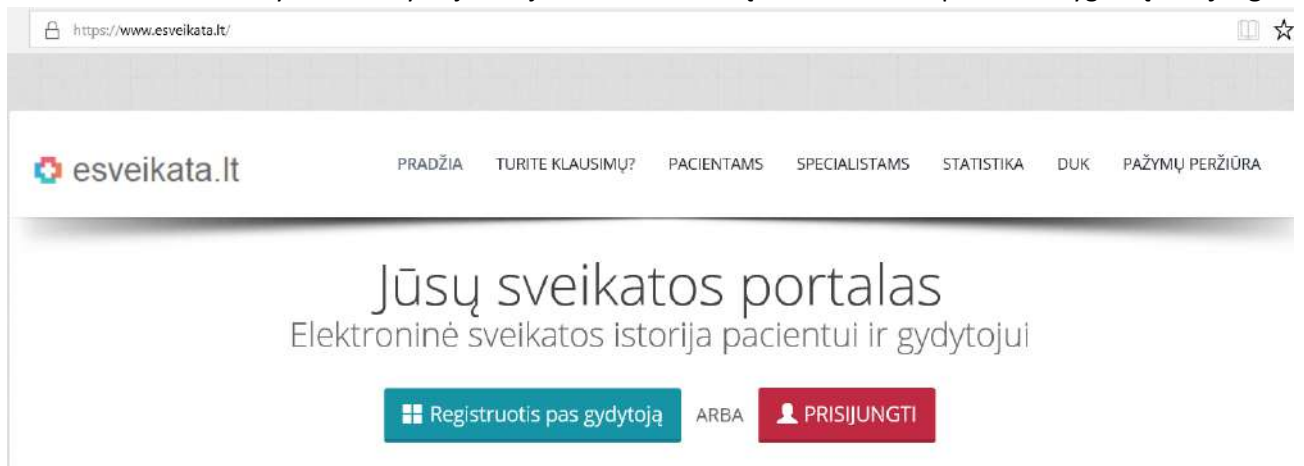 https://www.esveikata.lt/
esveikata.lt PRADŽIA TURITE KLAUSIMŲ? PACIENTAMS SPECIALISTAMS STATISTIKA DUK PAŽYMŲ PERŽIŪRA
Jūsų sveikatos portalas
Elektroninė sveikatos istorija pacientui ir gydytojui
Registruotis pas gydytoją ARBA PRISIJUNGTI